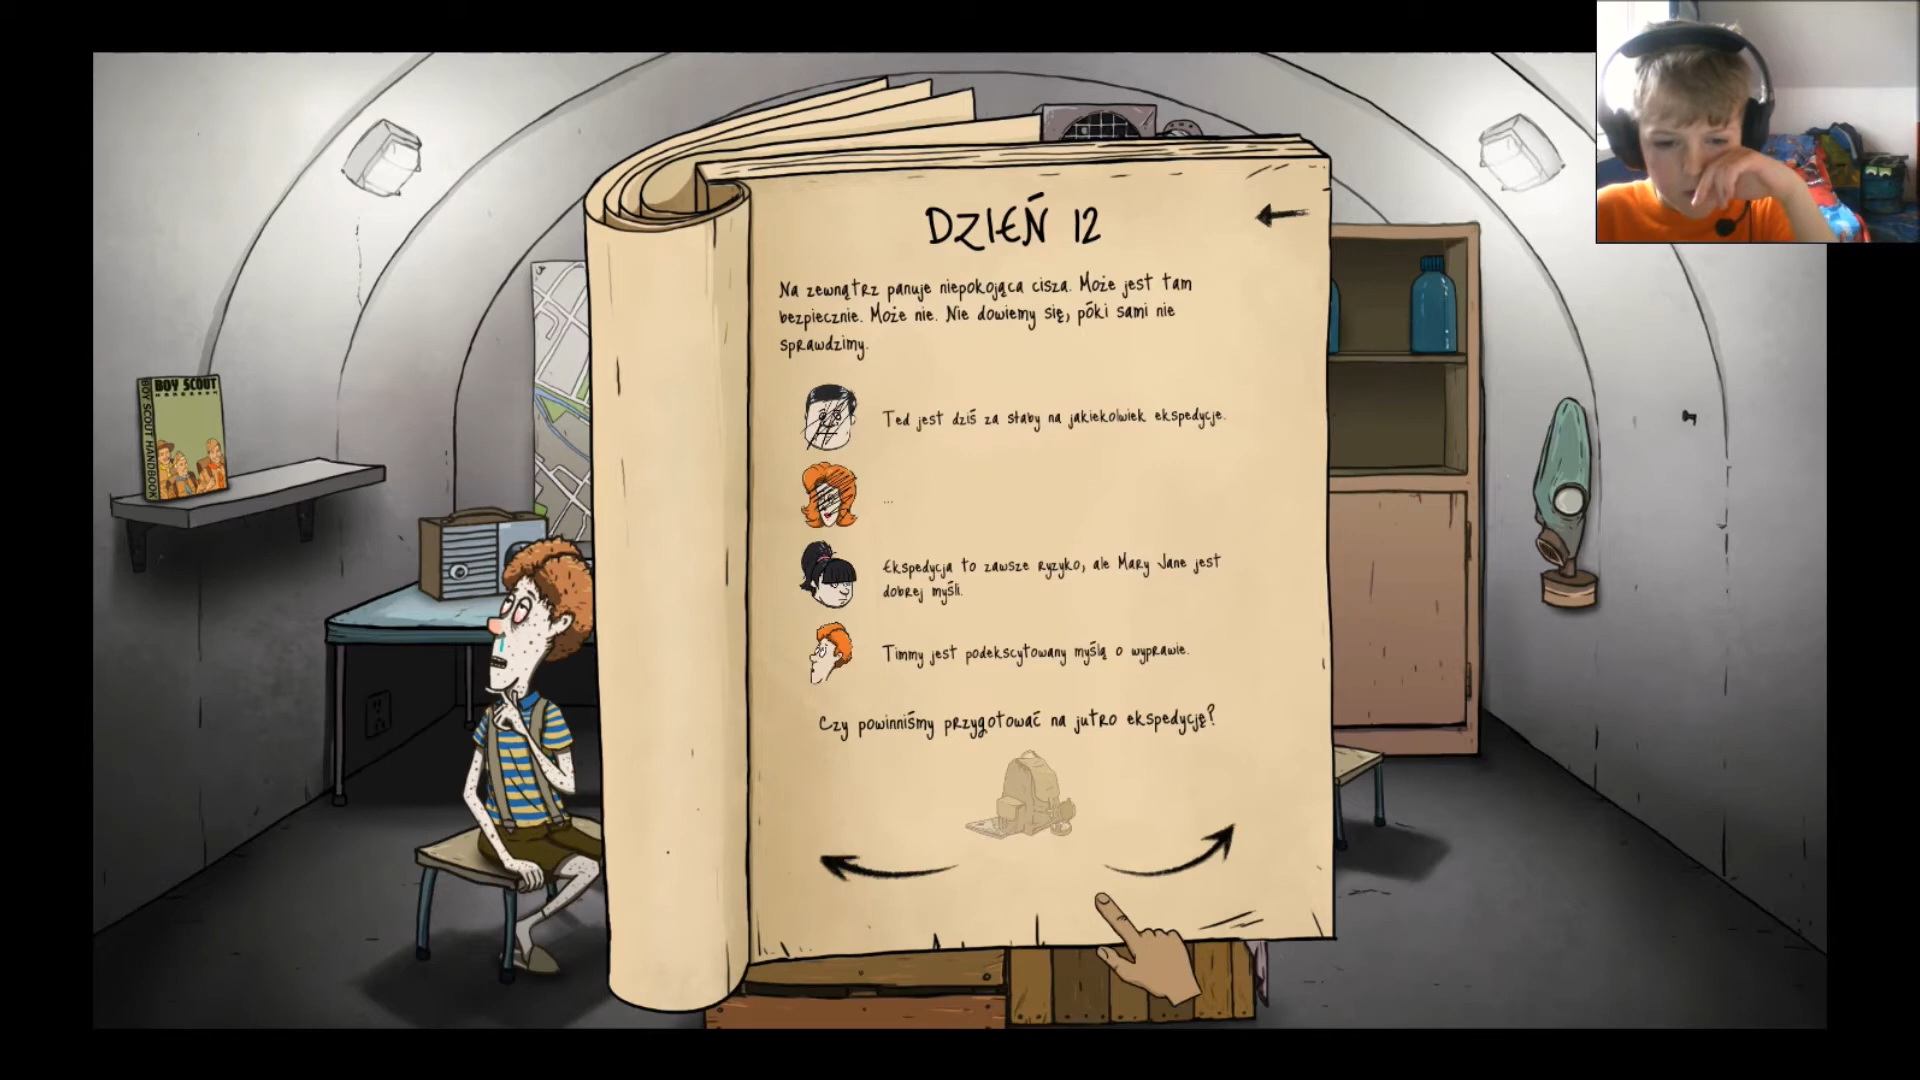 DZIEŃ 12
Na zewnątrz panuje niepokojąca cisza. Może jest tam
bezpiecznie. Może nie. Nie dowiemy się, póki sami nie
sprawdzimy.
Ted jest dziś za słaby na jakiekolwiek ekspedycje.
...
Ekspedycja to zawsze ryzyko, ale Mary Jane jest
dobrej myśli.
Timmy jest podekscytowany myślą o wyprawie.
Czy powinniśmy przygotować na jutro ekspedycję?
BOY SCOUT
BOY SCOUT HANDBOOK